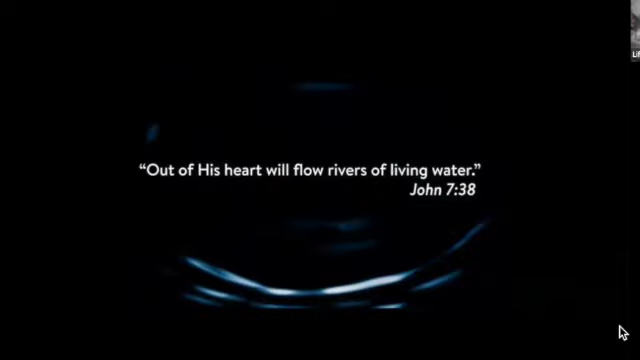 “Out of His heart will flow rivers of living water.”
John 7:38